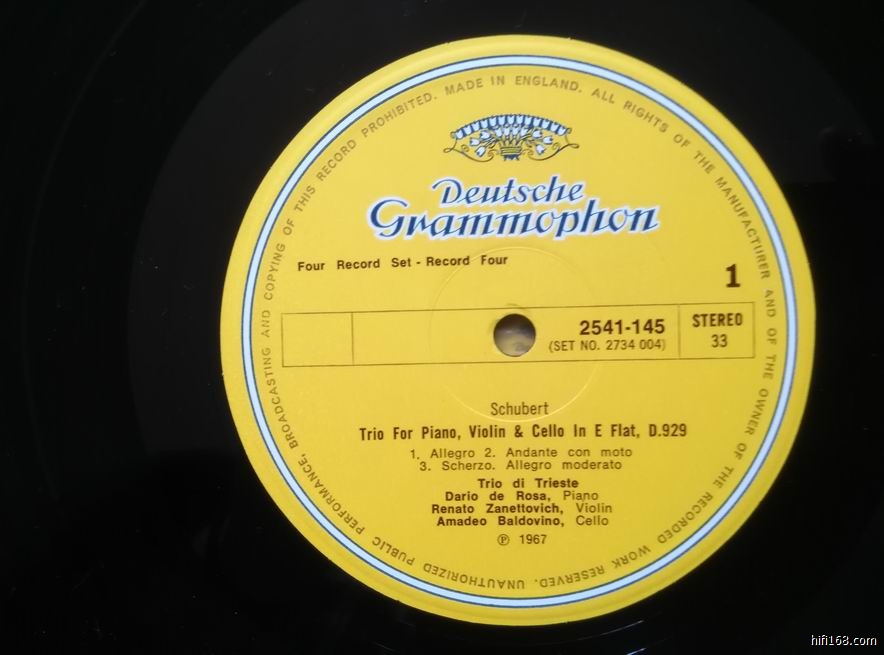 Deutsche
Grammophon
Four Record Set - Record Four
1
2541-145
(SET NO. 2734 004)
STEREO
33
Schubert
Trio For Piano, Violin & Cello In E Flat, D.929
1. Allegro 2. Andante con moto
3. Scherzo. Allegro moderato
Trio di Trieste
Dario de Rosa, Piano
Renato Zanettovich, Violin
Amadeo Baldovino, Cello
℗ 1967
MADE IN ENGLAND. ALL RIGHTS OF THE MANUFACTURER AND OF THE OWNER OF THE RECORDED WORK RESERVED. UNAUTHORIZED PUBLIC PERFORMANCE, BROADCASTING AND COPYING OF THIS RECORD PROHIBITED.
hifi168.com